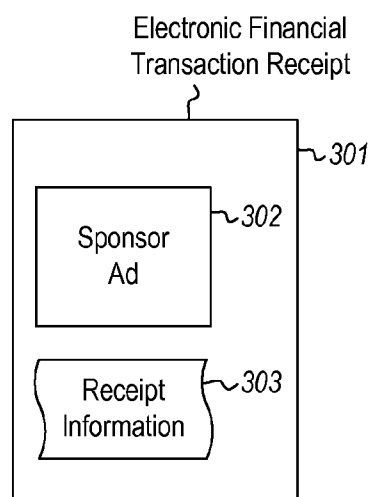 Electronic Financial
Transaction Receipt
301
302
Sponsor
Ad
303
Receipt
Information